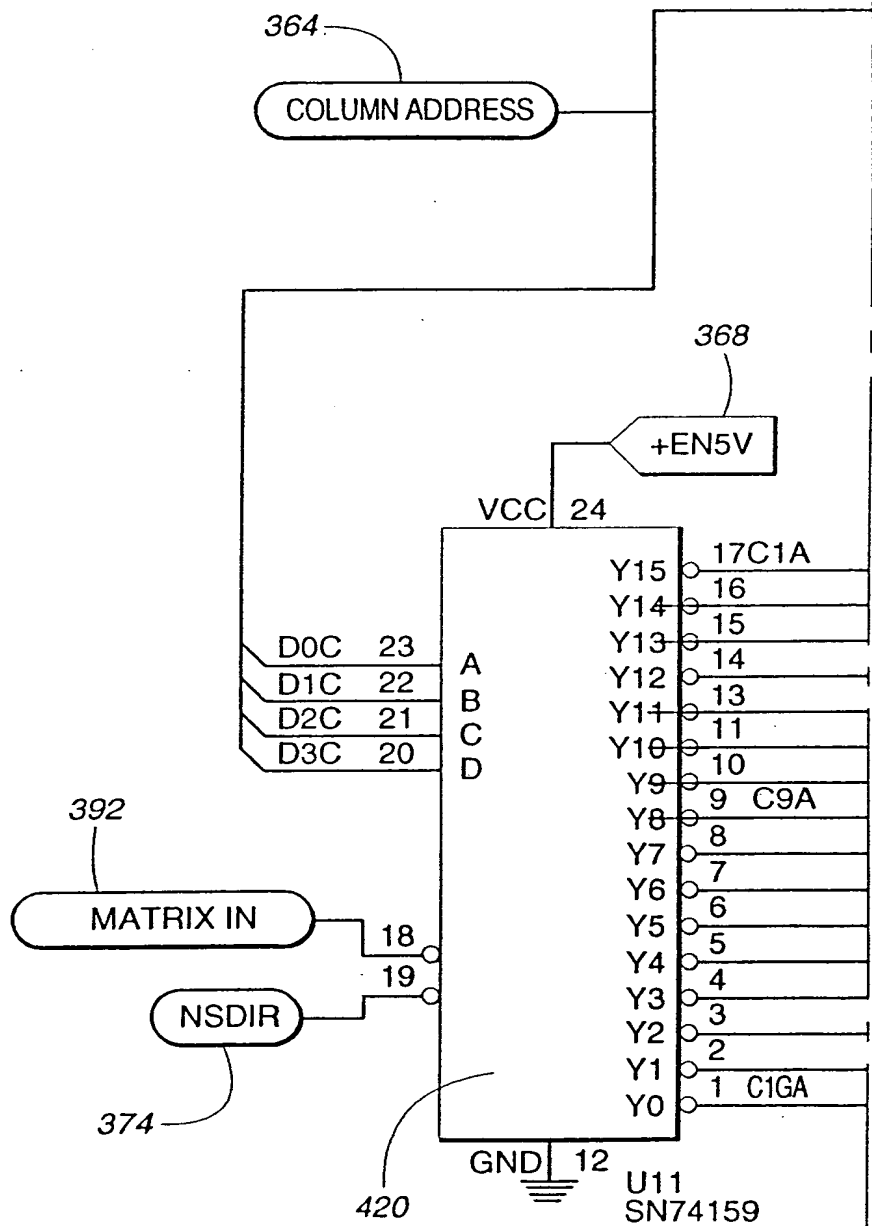 364
COLUMN ADDRESS
368
+EN5V
VCC 24
Y15 17C1A
Y14 16
Y13 15
D0C 23 A Y12 14
D1C 22 B Y11 13
D2C 21 C Y10 11
D3C 20 D Y9 10
Y8 9 C9A
392
Y7 8
Y6 7
MATRIX IN
18
Y5 6
Y4 5
19
Y3 4
NSDIR
Y2 3
Y1 2
Y0 1 C1GA
374
GND 12
420
U11
SN74159